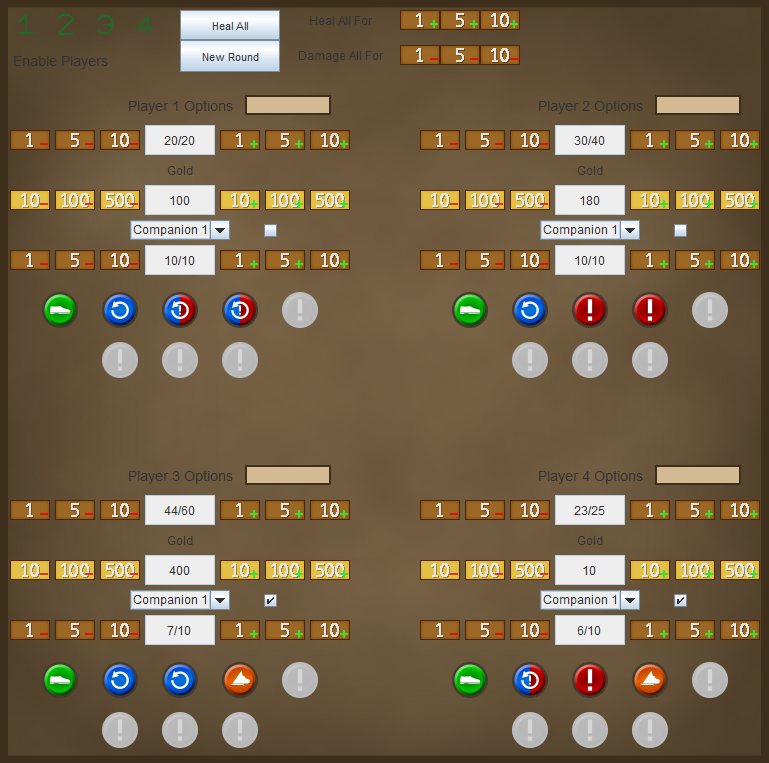 1 2 9 4
Enable Players
Heal All
New Round
Heal All For 1+ 5+ 10+
Damage All For 1- 5- 10-
Player 1 Options
1- 5- 10- 20/20 1+ 5+ 10+
Gold
10- 100- 500- 100 10+ 100+ 500+
Companion 1
1- 5- 10- 10/10 1+ 5+ 10+
! !
!
! ! !
Player 2 Options
1- 5- 10- 30/40 1+ 5+ 10+
Gold
10- 100- 500- 180 10+ 100+ 500+
Companion 1
1- 5- 10- 10/10 1+ 5+ 10+
! ! !
! ! !
Player 3 Options
1- 5- 10- 44/60 1+ 5+ 10+
Gold
10- 100- 500- 400 10+ 100+ 500+
Companion 1
1- 5- 10- 7/10 1+ 5+ 10+
!
! ! !
Player 4 Options
1- 5- 10- 23/25 1+ 5+ 10+
Gold
10- 100- 500- 10 10+ 100+ 500+
Companion 1
1- 5- 10- 6/10 1+ 5+ 10+
! ! !
! ! !